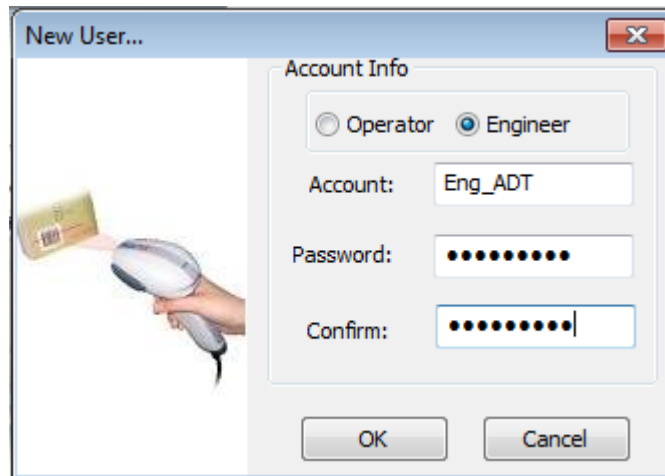 New User...
Account Info
Operator Engineer
Account: Eng_ADT
Password: •••••••••
Confirm: •••••••••
OK Cancel